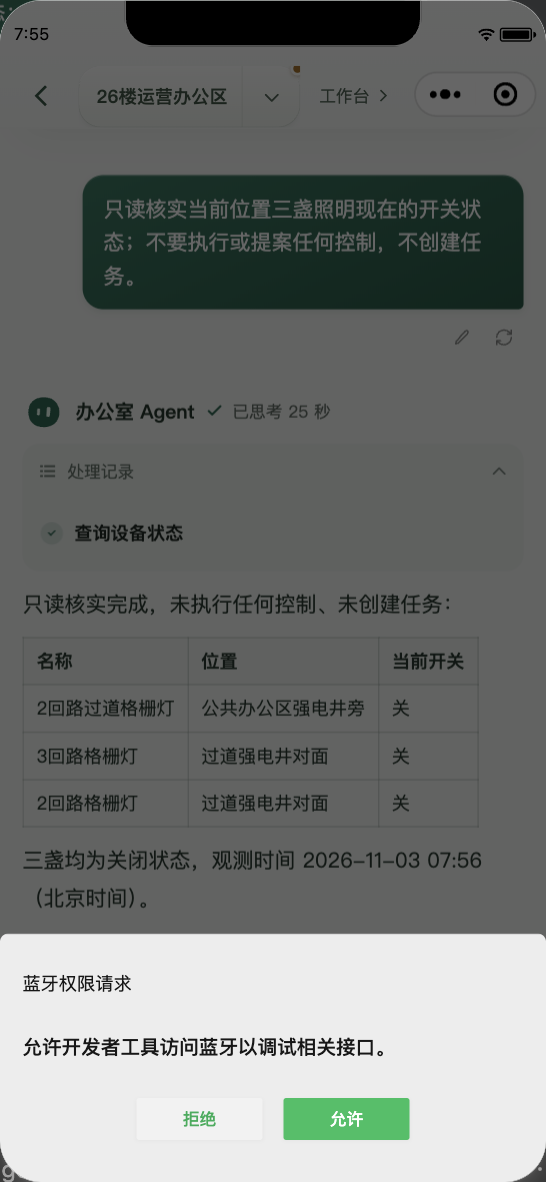 7:55
26楼运营办公区
工作台
只读核实当前位置三盏照明现在的开关状
态；不要执行或提案任何控制，不创建任
务。
办公室 Agent 已思考 25 秒
处理记录
查询设备状态
只读核实完成，未执行任何控制、未创建任务：
名称 位置 当前开关
2回路过道格栅灯 公共办公区强电井旁 关
3回路格栅灯 过道强电井对面 关
2回路格栅灯 过道强电井对面 关
三盏均为关闭状态，观测时间 2026-11-03 07:56
（北京时间）。
蓝牙权限请求
允许开发者工具访问蓝牙以调试相关接口。
拒绝 允许